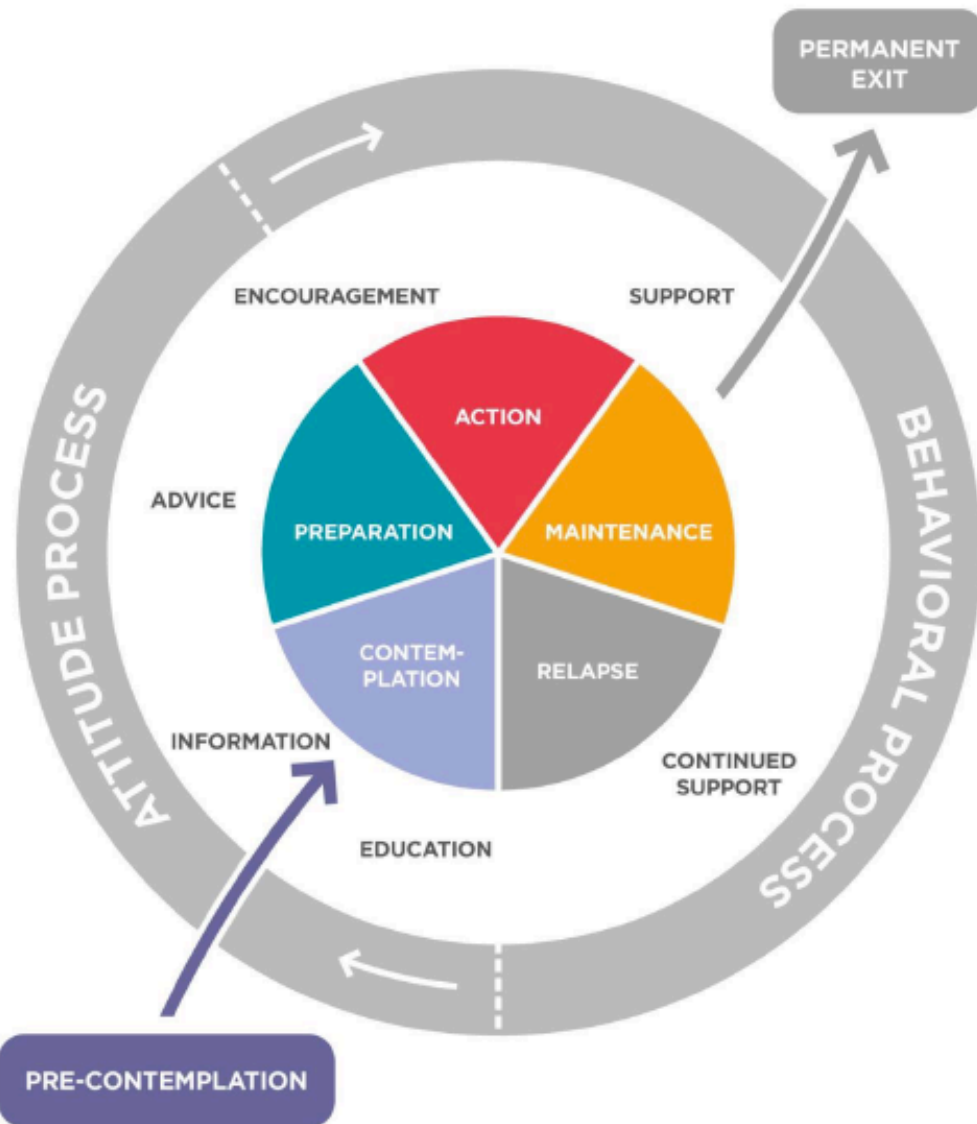 PERMANENT
EXIT
ENCOURAGEMENT
SUPPORT
ATTITUDE PROCESS
BEHAVIORAL PROCESS
ACTION
ADVICE
PREPARATION
MAINTENANCE
CONTEM-
PLATION
RELAPSE
INFORMATION
CONTINUED
SUPPORT
EDUCATION
PRE-CONTEMPLATION